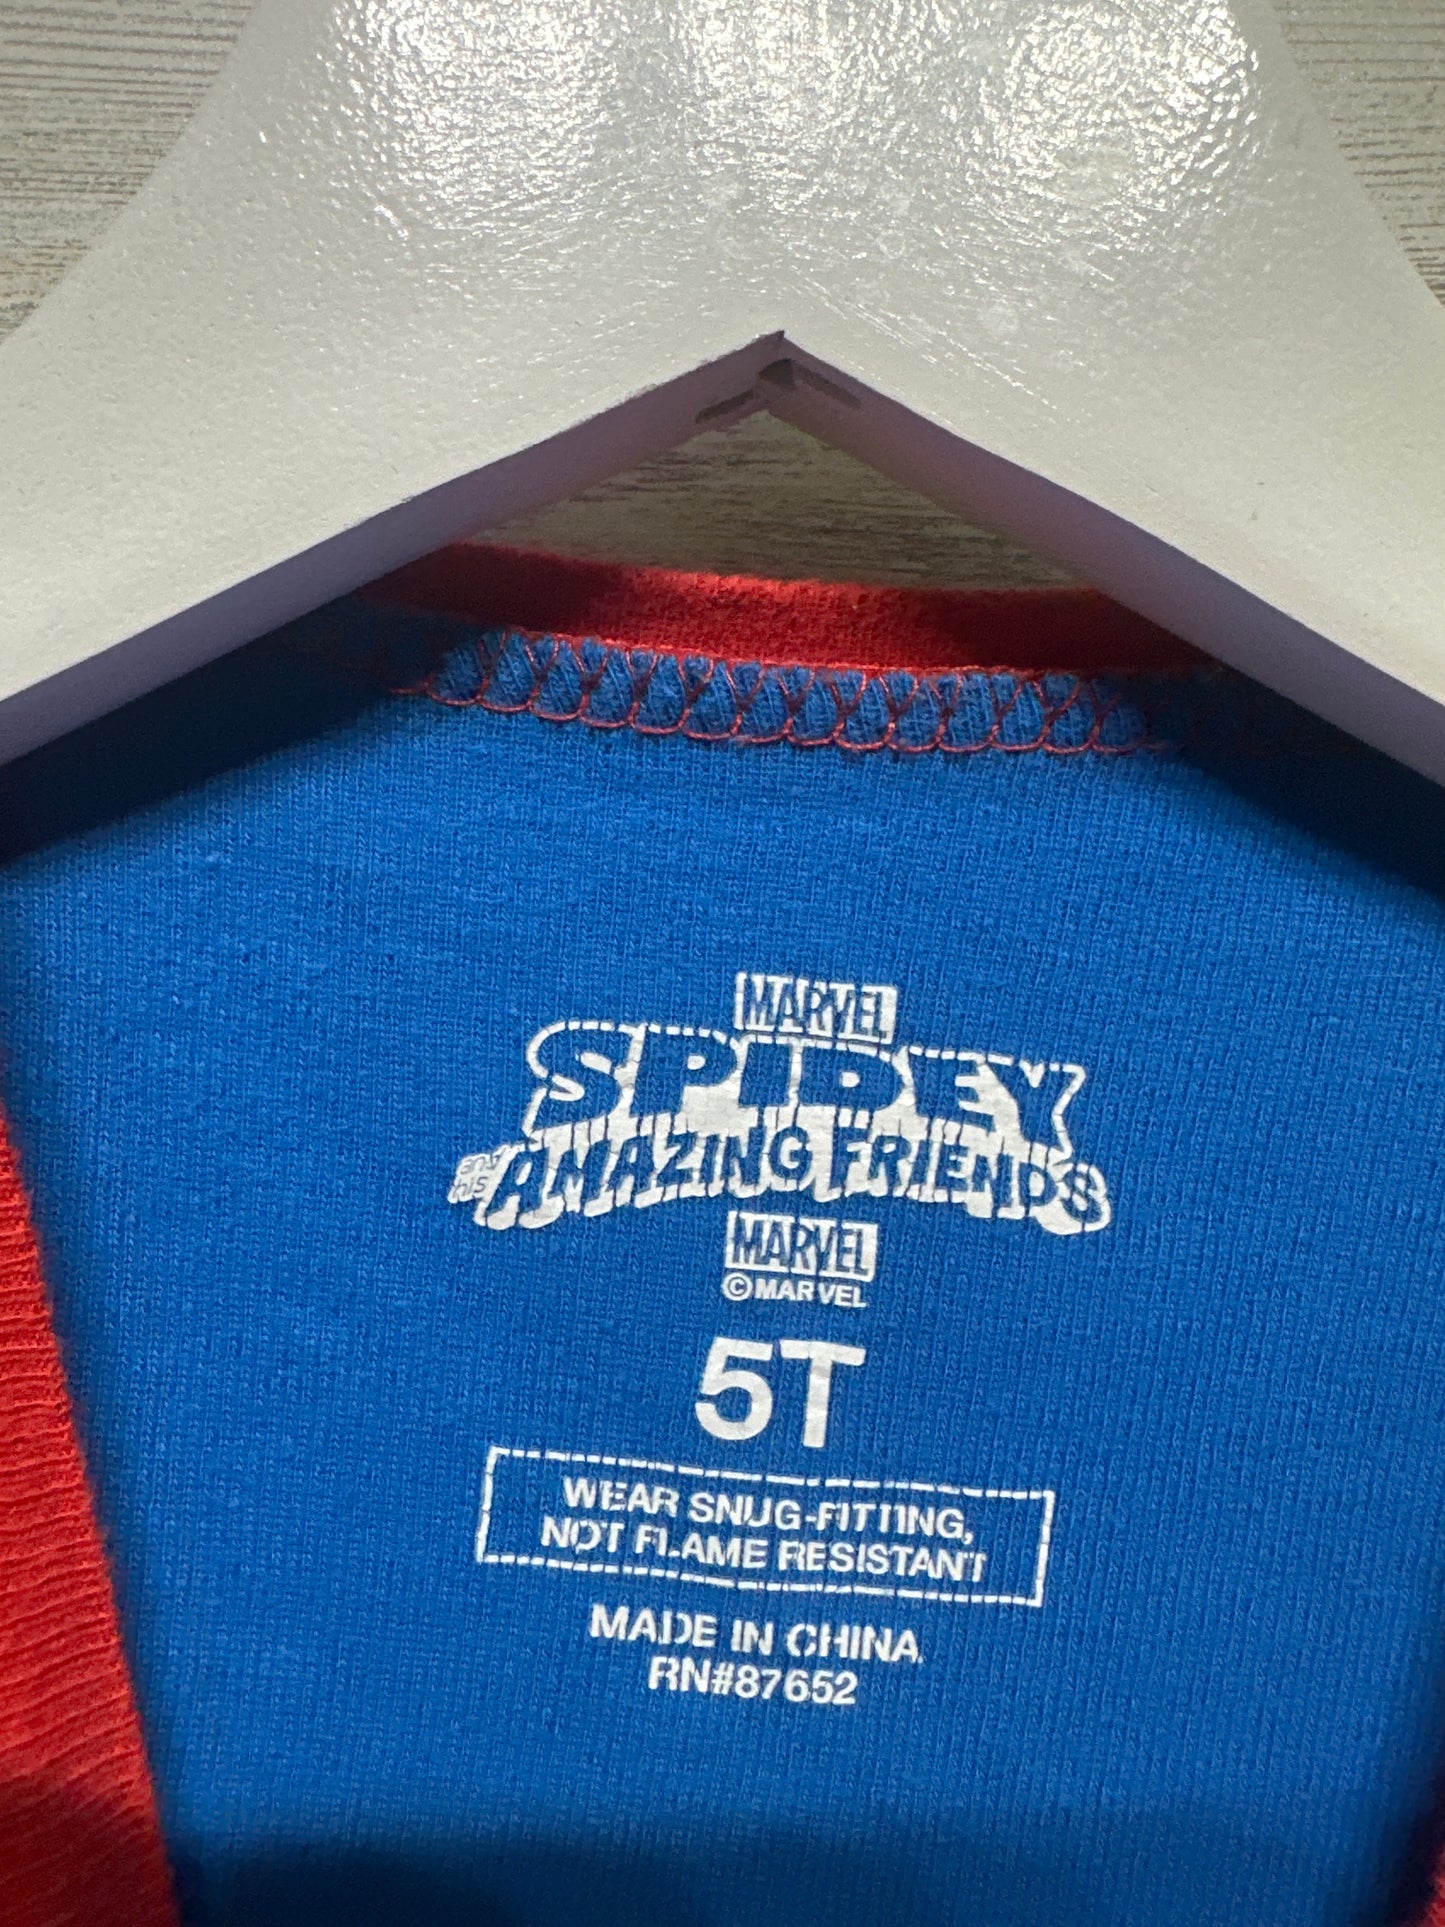 MARVEL
SPIDEY
AND HIS AMAZING FRIENDS
MARVEL
©MARVEL
5T
WEAR SNUG-FITTING,
NOT FLAME RESISTANT
MADE IN CHINA
RN#87652